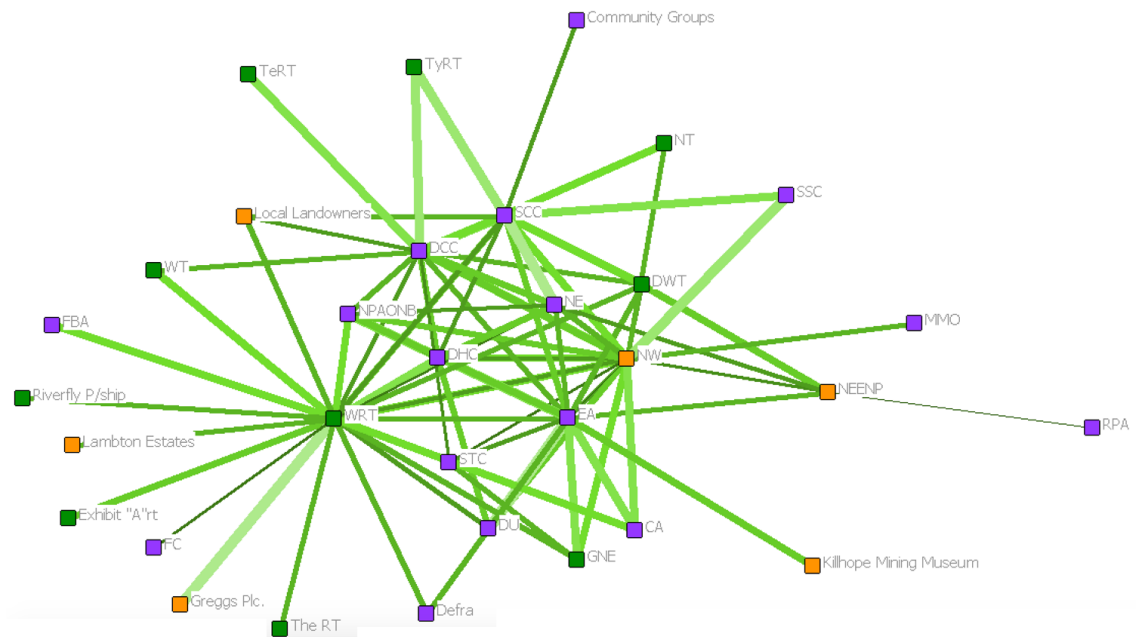 Community Groups
TeRT
TyRT
NT
SSC
Local Landowners
SCC
DCC
WT
DWT
NE
NPAONB
FBA
MMO
DHC
NW
NEENP
Riverfly P/ship
WRT
EA
RPA
Lambton Estates
STC
Exhibit "A"rt
DU
CA
FC
GNE
Killhope Mining Museum
Greggs Plc.
Defra
The RT